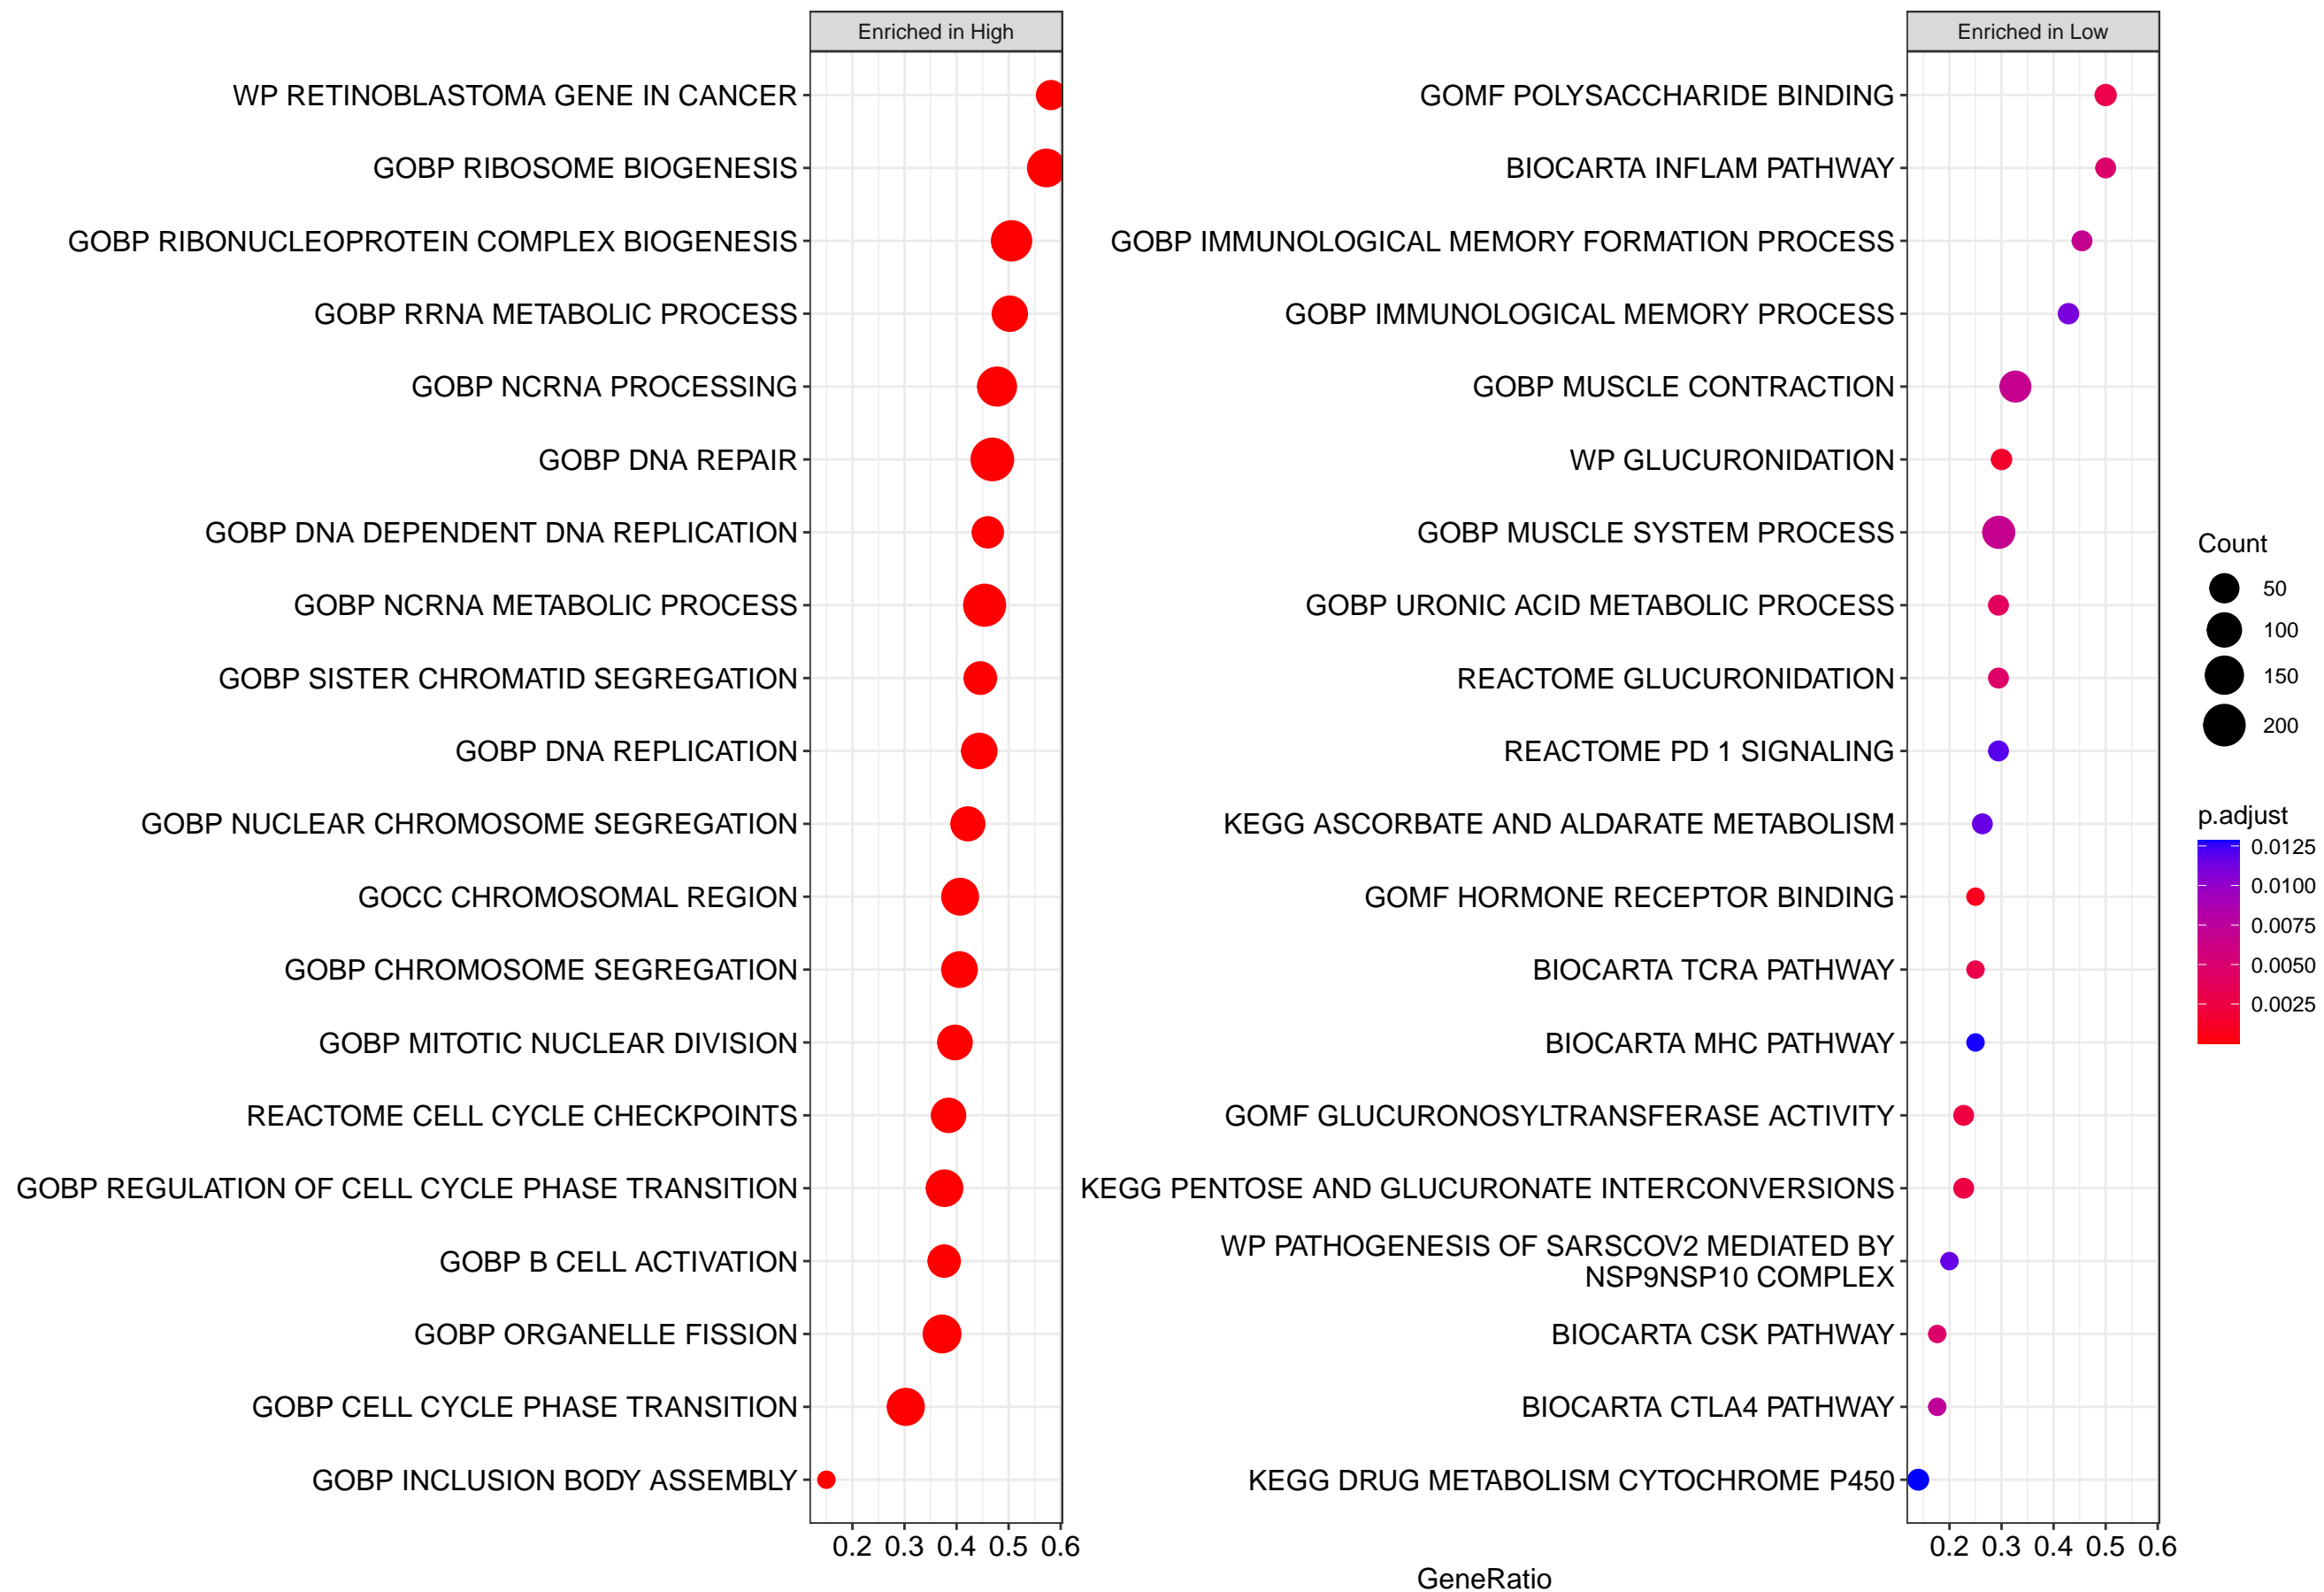 Enriched in High
WP RETINOBLASTOMA GENE IN CANCER
GOBP RIBOSOME BIOGENESIS
GOBP RIBONUCLEOPROTEIN COMPLEX BIOGENESIS
GOBP RRNA METABOLIC PROCESS
GOBP NCRNA PROCESSING
GOBP DNA REPAIR
GOBP DNA DEPENDENT DNA REPLICATION
GOBP NCRNA METABOLIC PROCESS
GOBP SISTER CHROMATID SEGREGATION
GOBP DNA REPLICATION
GOBP NUCLEAR CHROMOSOME SEGREGATION
GOCC CHROMOSOMAL REGION
GOBP CHROMOSOME SEGREGATION
GOBP MITOTIC NUCLEAR DIVISION
REACTOME CELL CYCLE CHECKPOINTS
GOBP REGULATION OF CELL CYCLE PHASE TRANSITION
GOBP B CELL ACTIVATION
GOBP ORGANELLE FISSION
GOBP CELL CYCLE PHASE TRANSITION
GOBP INCLUSION BODY ASSEMBLY
0.2 0.3 0.4 0.5 0.6
Enriched in Low
GOMF POLYSACCHARIDE BINDING
BIOCARTA INFLAM PATHWAY
GOBP IMMUNOLOGICAL MEMORY FORMATION PROCESS
GOBP IMMUNOLOGICAL MEMORY PROCESS
GOBP MUSCLE CONTRACTION
WP GLUCURONIDATION
GOBP MUSCLE SYSTEM PROCESS
GOBP URONIC ACID METABOLIC PROCESS
REACTOME GLUCURONIDATION
REACTOME PD 1 SIGNALING
KEGG ASCORBATE AND ALDARATE METABOLISM
GOMF HORMONE RECEPTOR BINDING
BIOCARTA TCRA PATHWAY
BIOCARTA MHC PATHWAY
GOMF GLUCURONOSYLTRANSFERASE ACTIVITY
KEGG PENTOSE AND GLUCURONATE INTERCONVERSIONS
WP PATHOGENESIS OF SARSCOV2 MEDIATED BY
NSP9NSP10 COMPLEX
BIOCARTA CSK PATHWAY
BIOCARTA CTLA4 PATHWAY
KEGG DRUG METABOLISM CYTOCHROME P450
0.2 0.3 0.4 0.5 0.6
GeneRatio
Count
50
100
150
200
p.adjust
0.0125
0.0100
0.0075
0.0050
0.0025